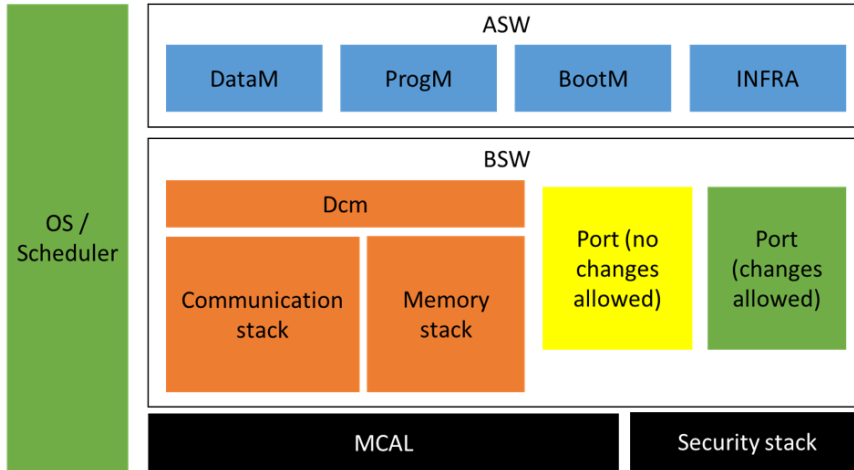 ASW
DataM
ProgM
BootM
INFRA
OS /
Scheduler
BSW
Dcm
Communication
stack
Memory
stack
Port (no
changes
allowed)
Port
(changes
allowed)
MCAL
Security stack